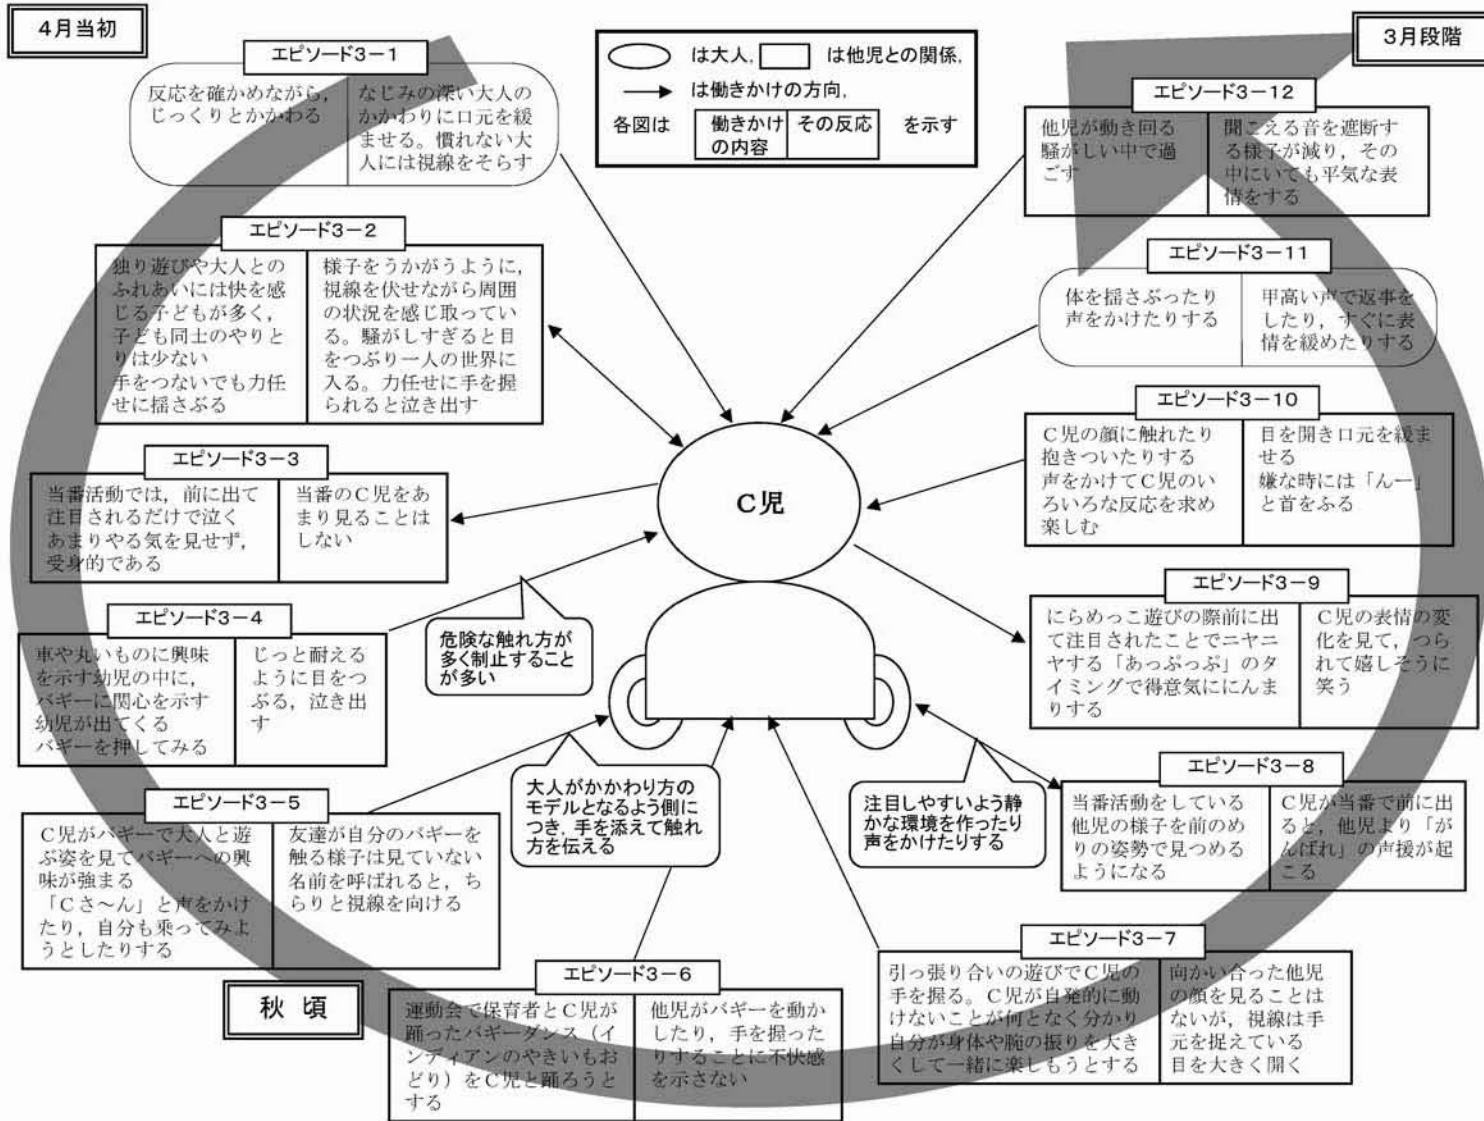 4月当初
3月段階
は大人, は他児との関係,
は働きかけの方向,
各図は 働きかけの内容 その反応 を示す
エピソード3－1
反応を確かめながら,
じっくりとかかわる
なじみの深い大人の
かかわりに口元を緩
ませる。慣れない大
人には視線をそらす
エピソード3－2
独り遊びや大人との
ふれあいには快を感
じる子どもが多く,
子ども同士のやりと
りは少ない
手をつないでも力任
せに揺さぶる
様子をうかがうように,
視線を伏せながら周囲
の状況を感じ取ってい
る。騒がしすぎると目
をつぶり一人の世界に
入る。力任せに手を握
られると泣き出す
エピソード3－3
当番活動では, 前に出て
注目されるだけで泣く
あまりやる気を見せず,
受身的である
当番のC児をあ
まり見ることは
しない
エピソード3－4
車や丸いものに興味
を示す幼児の中に,
バギーに関心を示す
幼児が出てくる
バギーを押してみる
じっと耐える
ように目をつ
ぶる, 泣き出
す
危険な触れ方が
多く制止すること
が多い
エピソード3－5
C児がバギーで大人と遊
ぶ姿を見てバギーへの興
味が強まる
「Cさ～ん」と声をかけ
たり, 自分も乗ってみよ
うとしたりする
友達が自分のバギーを
触る様子は見ていない
名前を呼ばれると, ち
らりと視線を向ける
大人がかかわり方の
モデルとなるよう側に
つき, 手を添えて触れ
方を伝える
秋 頃
エピソード3－6
運動会で保育者とC児が
踊ったバギーダンス（イ
ンディアンのやきいもお
どり）をC児と踊ろうと
する
他児がバギーを動か
したり, 手を握った
りすることに不快感
を示さない
エピソード3－7
引っ張り合いの遊びでC児の
手を握る。C児が自発的に動
けないことが何となく分かり
自分が身体や腕の振りを大き
くして一緒に楽しもうとする
向かい合った他児
の顔を見ることは
ないが, 視線は手
元を捉えている
目を大きく開く
エピソード3－8
当番活動をしている
他児の様子を前のめ
りの姿勢で見つめる
ようになる
C児が当番で前に出
ると, 他児より「が
んばれ」の声援が起
こる
注目しやすいよう静
かな環境を作ったり
声をかけたりする
エピソード3－9
にらめっこ遊びの際前に出
て注目されたことでニヤニ
ヤする「あっぷっぷ」のタ
イミングで得意気ににんま
りする
C児の表情の変
化を見て, つら
れて嬉しそうに
笑う
エピソード3－10
C児の顔に触れたり
抱きついたりする
声をかけてC児のい
ろいろな反応を求め
楽しむ
目を開き口元を緩ま
せる
嫌な時には「んー」
と首をふる
エピソード3－11
体を揺さぶったり
声をかけたりする
甲高い声で返事を
したり, すぐに表
情を緩めたりする
エピソード3－12
他児が動き回る
騒がしい中で過
ごす
聞こえる音を遮断す
る様子が減り, その
中にいても平気な表
情をする
C児